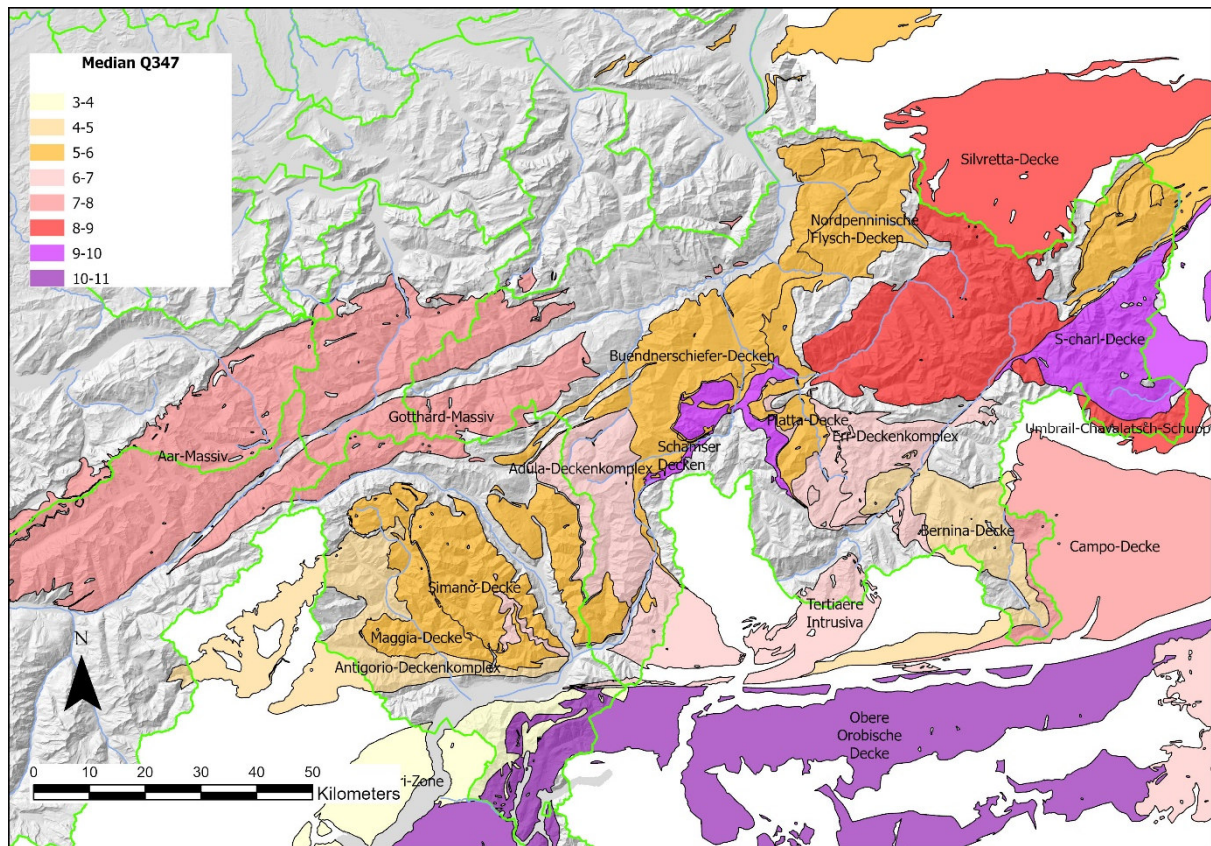 Median Q347
3-4
4-5
5-6
6-7
7-8
8-9
9-10
10-11
Silvretta-Decke
Nordpenninische
Flysch-Decken
S-charl-Decke
Buendnerschiefer-Decken
Gotthard-Massiv
Platta-Decke
Umbrail-Chavalatsch-Schupp
Err-Deckenkomplex
Schamser
Decken
Aar-Massiv
Adula-Deckenkomplex
Bernina-Decke
Campo-Decke
Simano-Decke
Tertiaere
Intrusiva
Maggia-Decke
Antigorio-Deckenkomplex
N
Obere
Orobische
Decke
ri-Zone
0 10 20 30 40 50
Kilometers